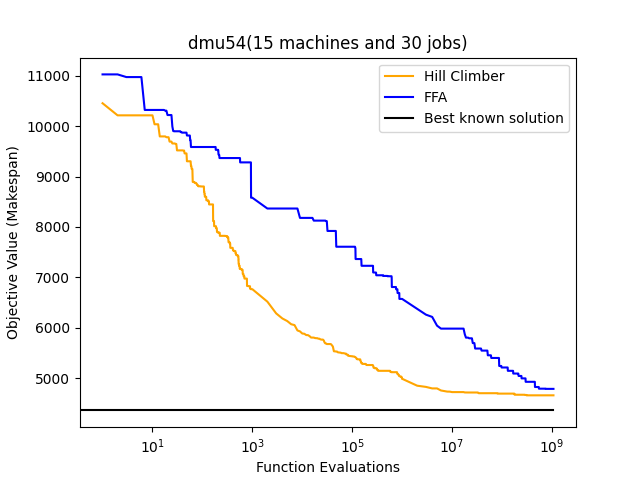 dmu54(15 machines and 30 jobs)
Hill Climber
FFA
Best known solution
Objective Value (Makespan)
11000
10000
9000
8000
7000
6000
5000
10¹ 10³ 10⁵ 10⁷ 10⁹
Function Evaluations